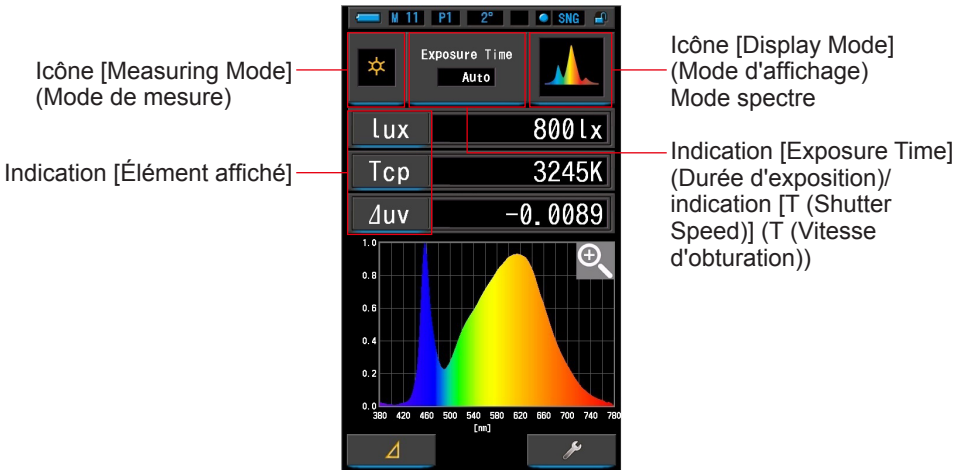 M 11 P1 2° SNG
Exposure Time
Auto
lux 800lx
Tcp 3245K
⊿uv -0.0089
1.0
0.8
0.6
0.4
0.2
0.0
380 420 460 500 540 580 620 660 700 740 780
[nm]
Icône [Measuring Mode]
(Mode de mesure)
Indication [Élément affiché]
Icône [Display Mode]
(Mode d'affichage)
Mode spectre
Indication [Exposure Time]
(Durée d'exposition)/
indication [T (Shutter
Speed)] (T (Vitesse
d'obturation))